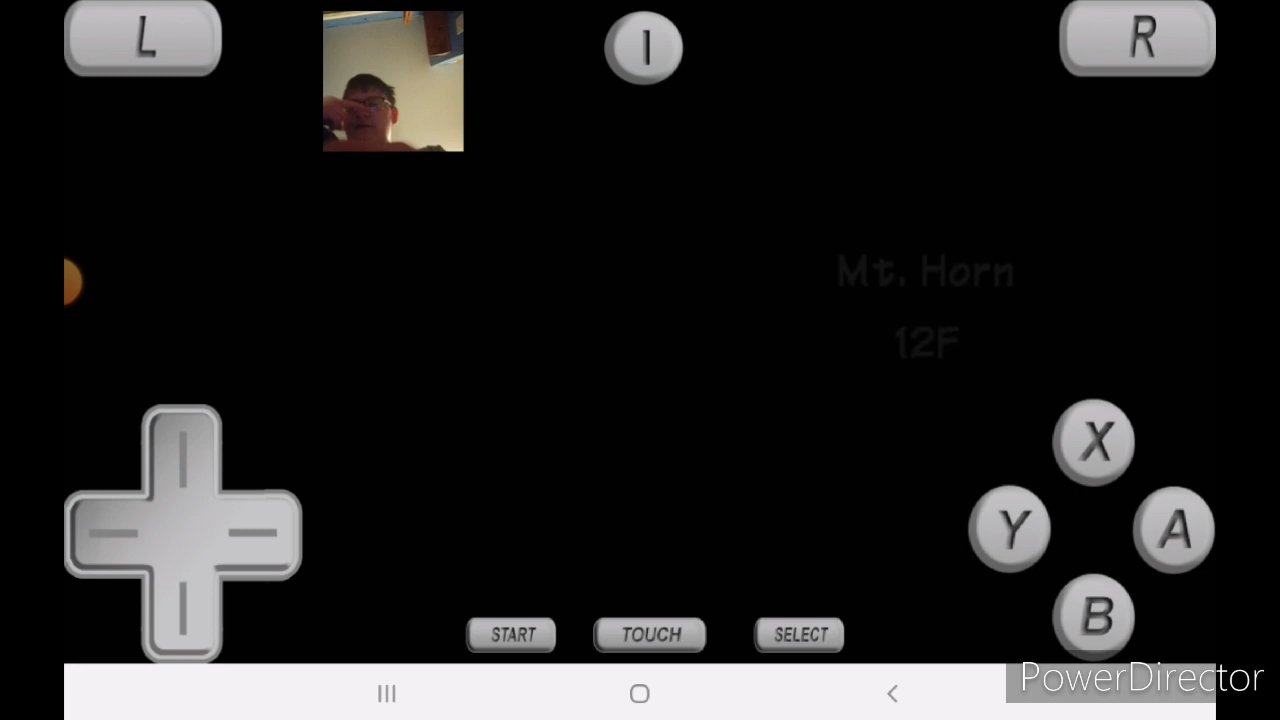 L
I
R
Mt. Horn
12F
X
Y
A
B
START
TOUCH
SELECT
PowerDirector